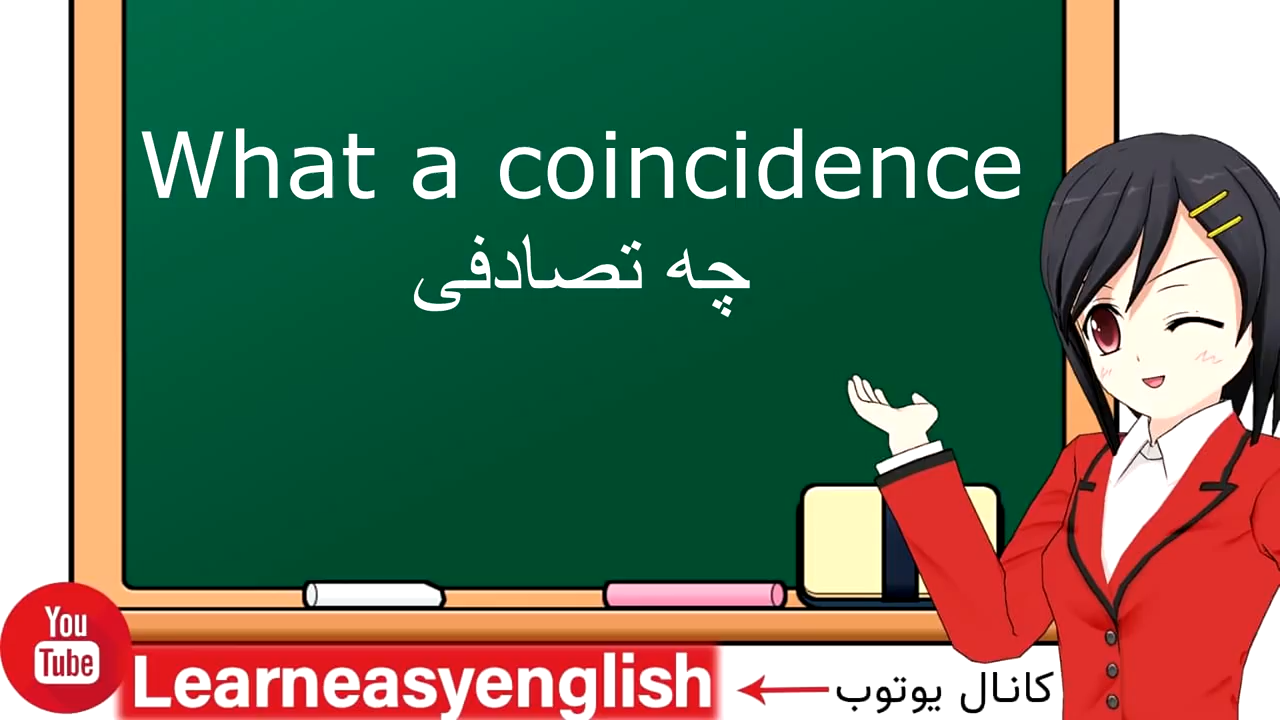 What a coincidence
چه تصادفی
You
Tube
Learneasyenglish
کانال یوتوب